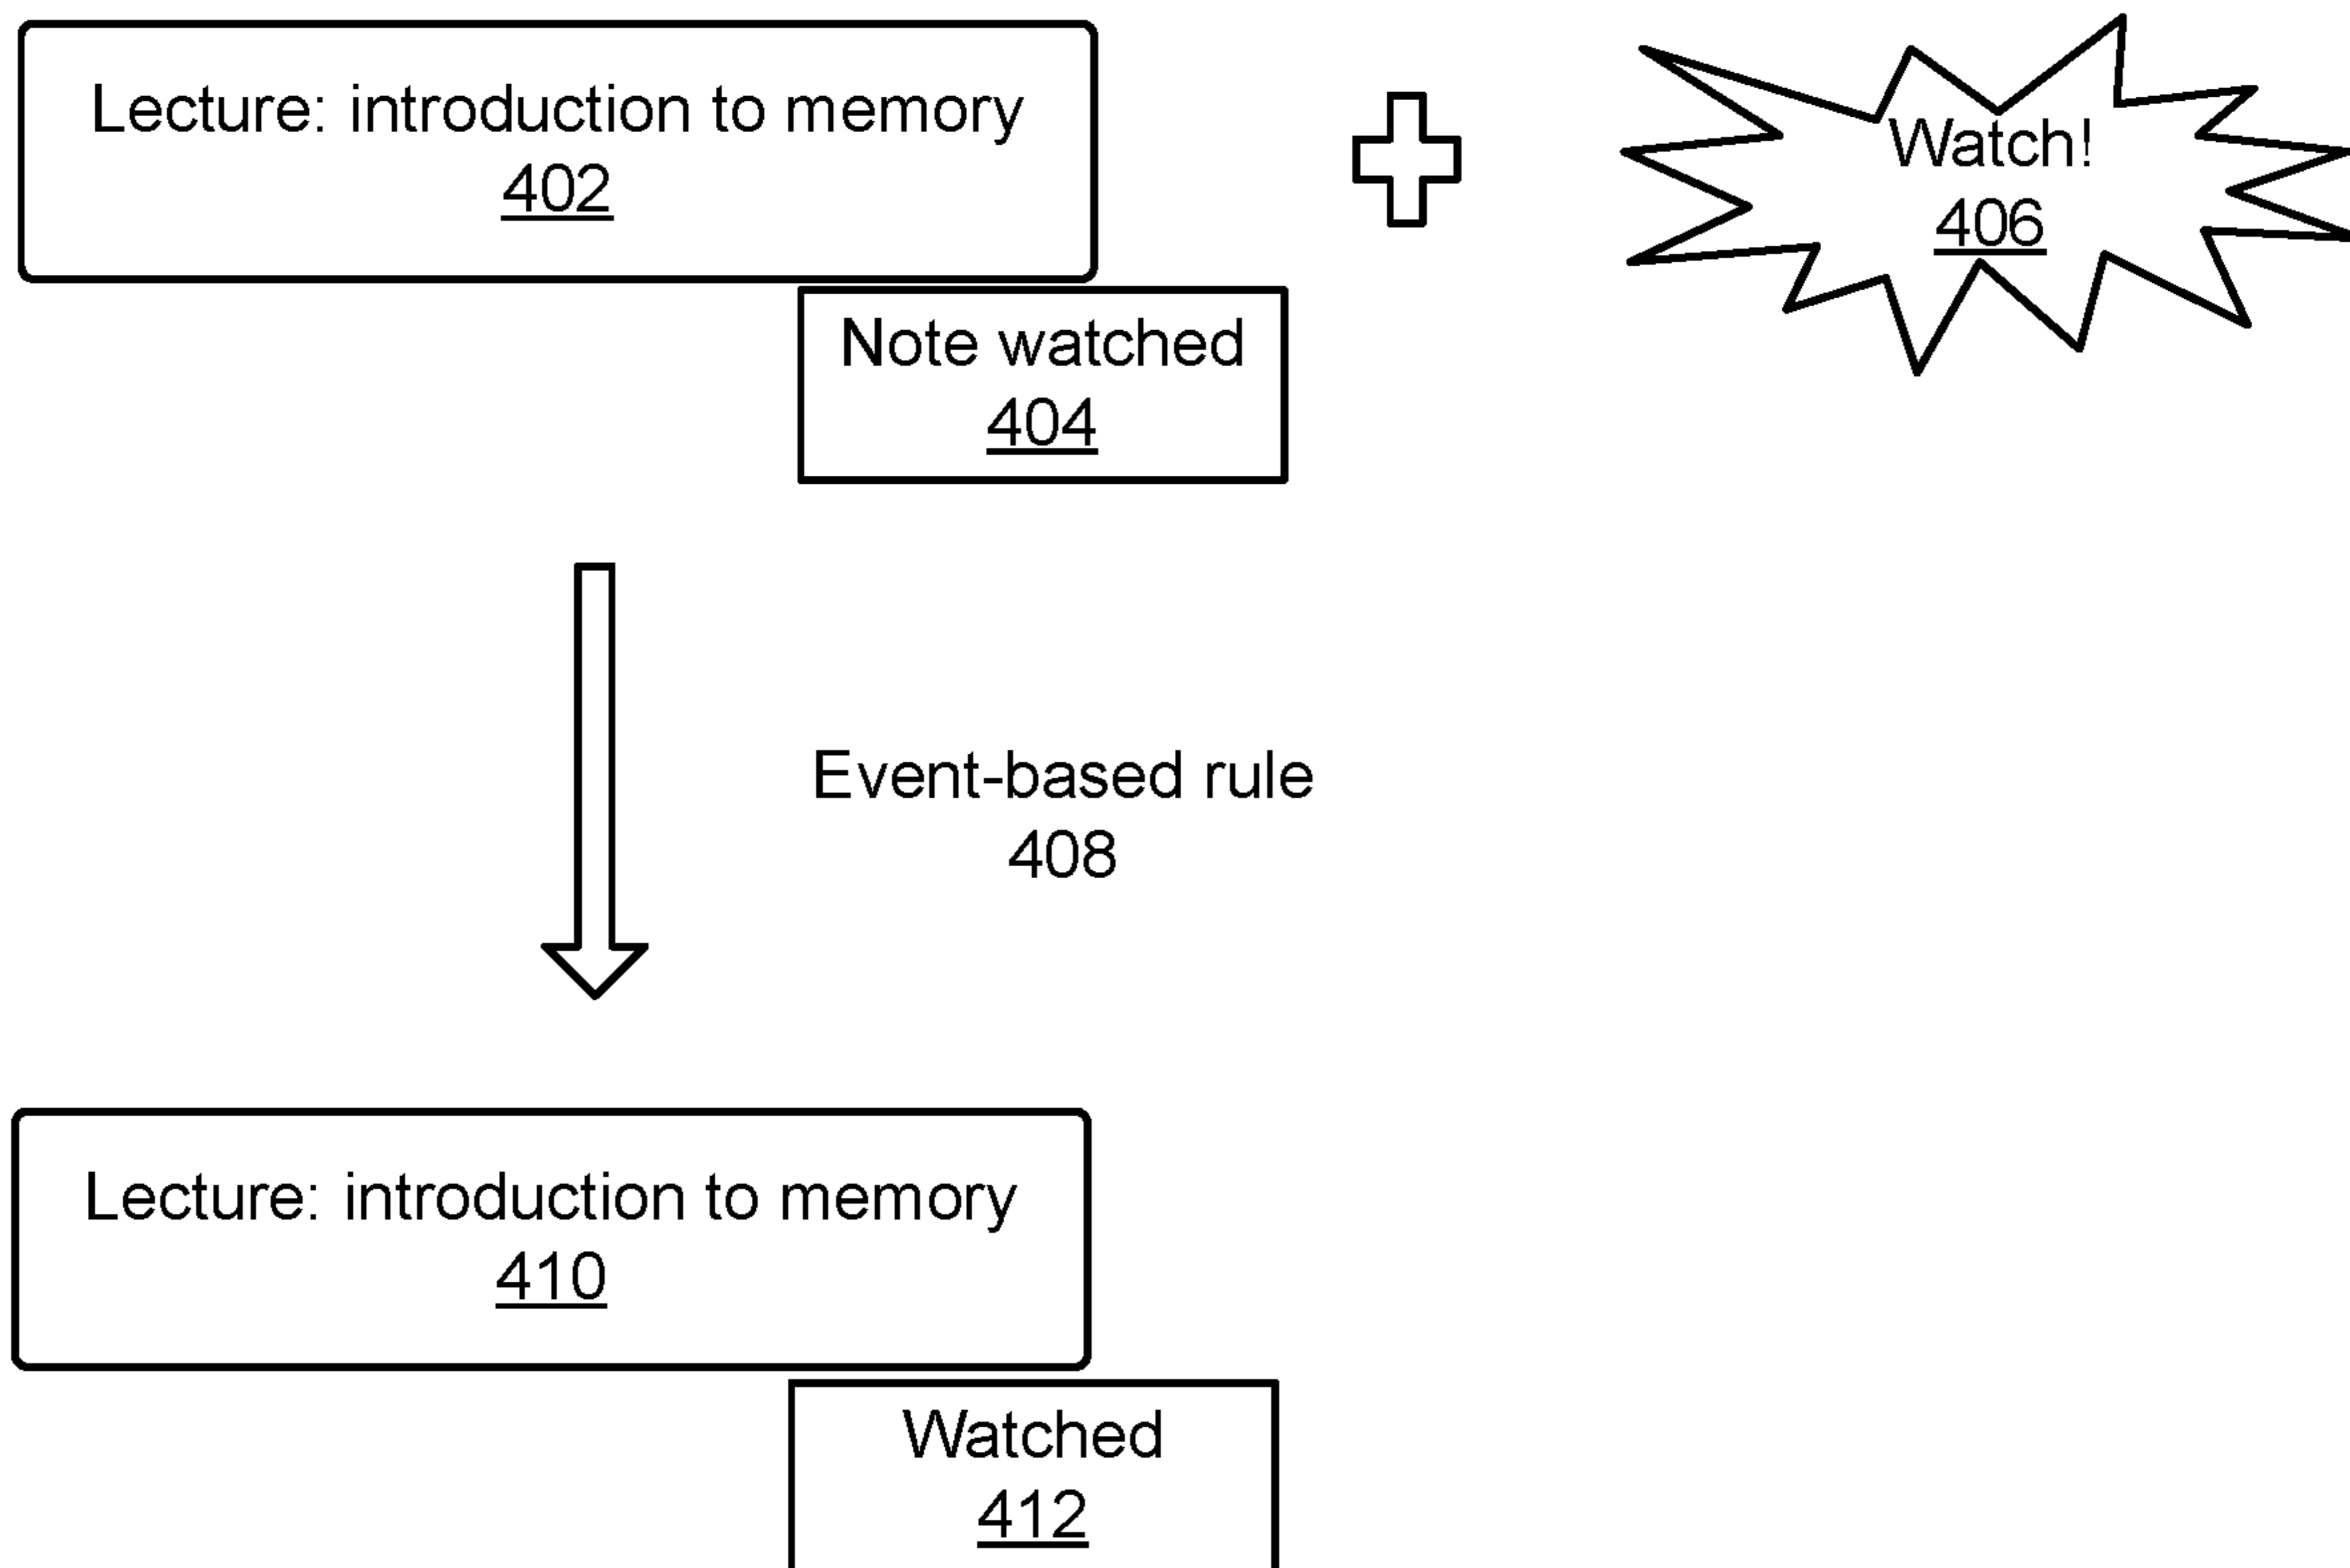 Lecture: introduction to memory
402
Watch!
406
Note watched
404
Event-based rule
408
Lecture: introduction to memory
410
Watched
412